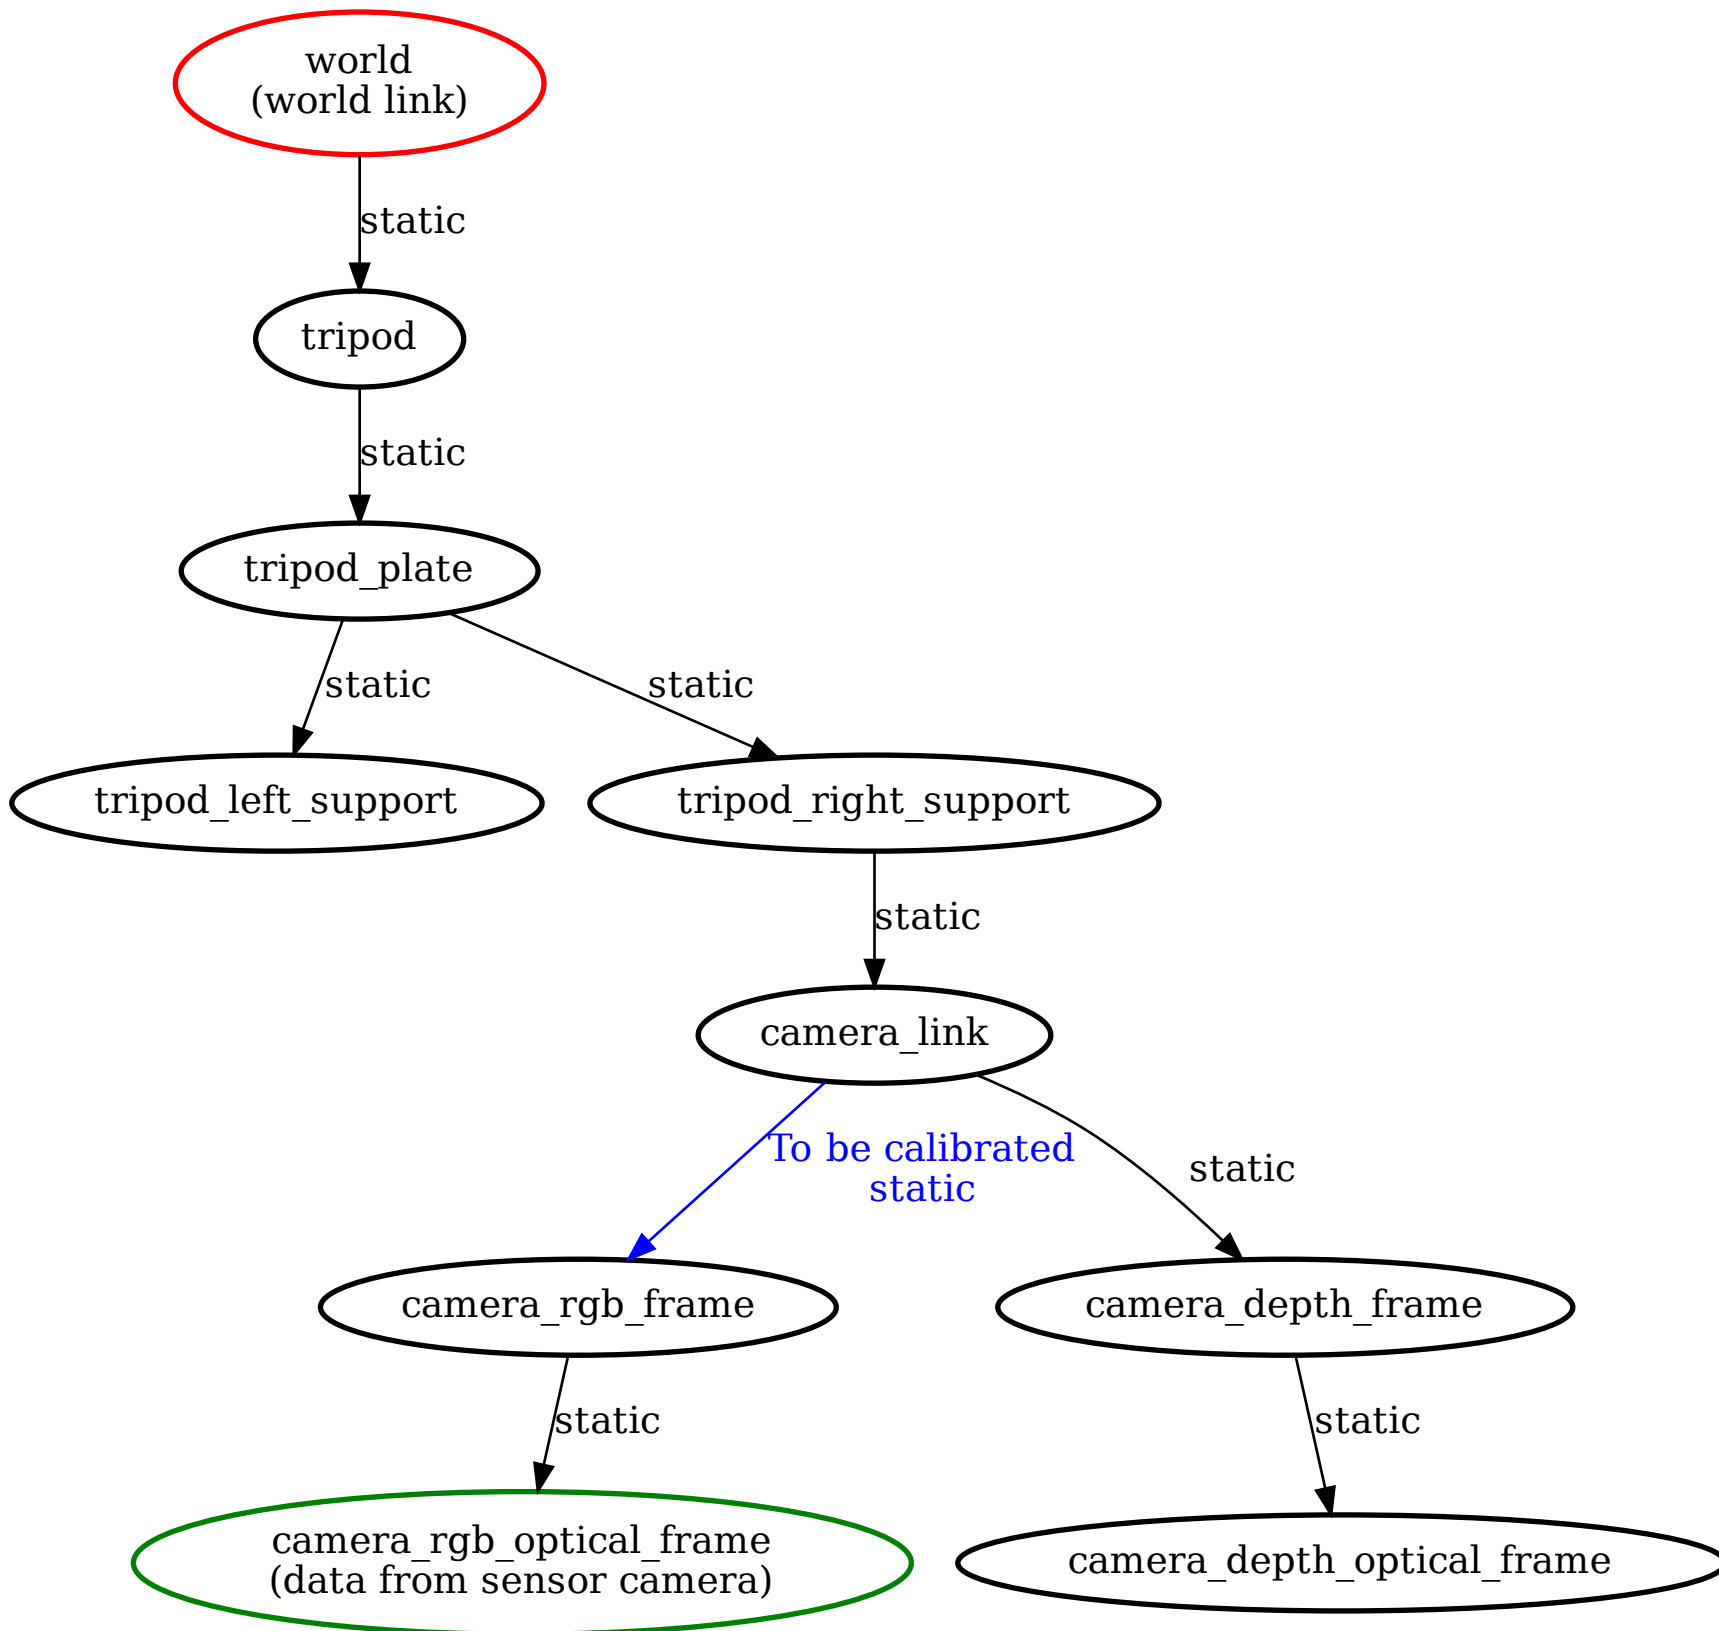 world
(world link)
static
tripod
static
tripod_plate
static
static
tripod_left_support
tripod_right_support
static
camera_link
To be calibrated
static
static
camera_rgb_frame
camera_depth_frame
static
static
camera_rgb_optical_frame
(data from sensor camera)
camera_depth_optical_frame